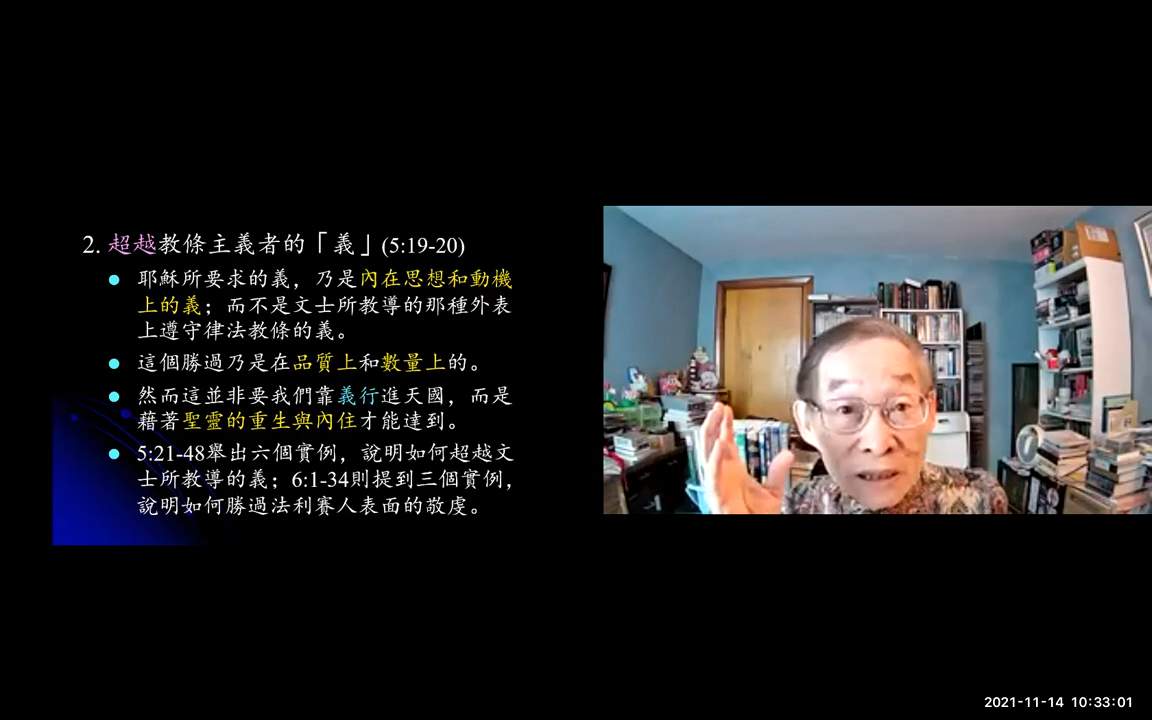 2. 超越教條主義者的「義」(5:19-20)
● 耶穌所要求的義，乃是內在思想和動機
上的義；而不是文士所教導的那種外表
上遵守律法教條的義。
● 這個勝過乃是在品質上和數量上的。
● 然而這並非要我們靠義行進天國，而是
藉著聖靈的重生與內住才能達到。
● 5:21-48舉出六個實例，說明如何超越文
士所教導的義；6:1-34則提到三個實例，
說明如何勝過法利賽人表面的敬虔。
2021-11-14 10:33:01